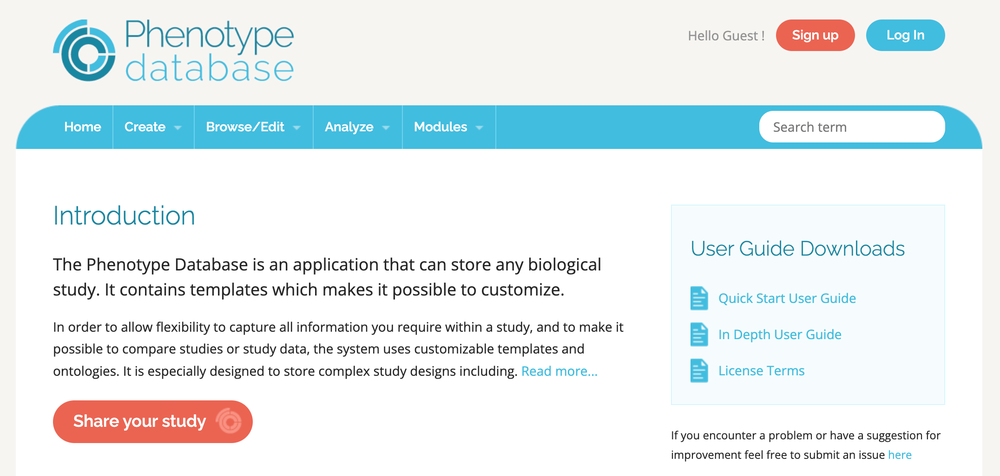 Phenotype
database
Hello Guest !
Sign up
Log In
Home
Create
Browse/Edit
Analyze
Modules
Search term
Introduction
The Phenotype Database is an application that can store any biological
study. It contains templates which makes it possible to customize.
In order to allow flexibility to capture all information you require within a study, and to make it
possible to compare studies or study data, the system uses customizable templates and
ontologies. It is especially designed to store complex study designs including. Read more...
Share your study
User Guide Downloads
Quick Start User Guide
In Depth User Guide
License Terms
If you encounter a problem or have a suggestion for
improvement feel free to submit an issue here